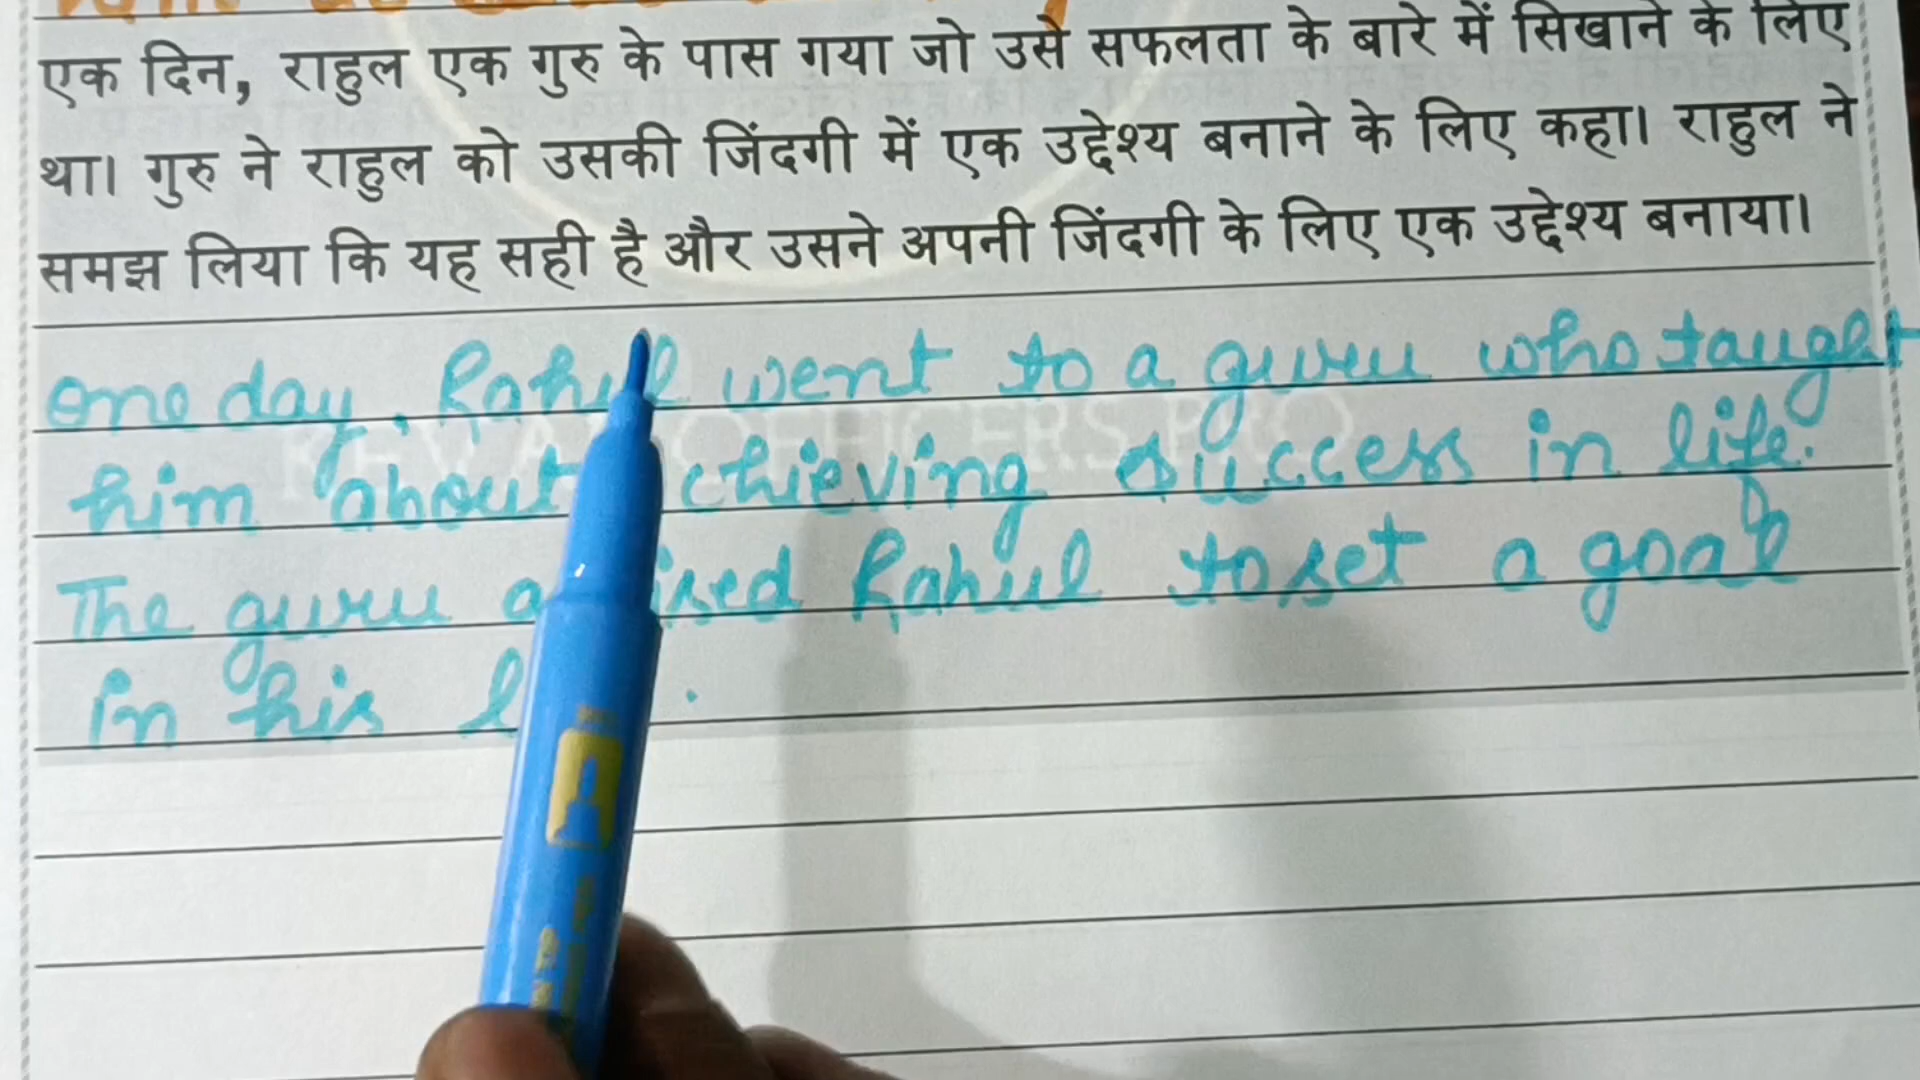 एक दिन, राहुल एक गुरु के पास गया जो उसे सफलता के बारे में सिखाने के लिए
था। गुरु ने राहुल को उसकी जिंदगी में एक उद्देश्य बनाने के लिए कहा। राहुल ने
समझ लिया कि यह सही है और उसने अपनी जिंदगी के लिए एक उद्देश्य बनाया।
one day, Rahul went to a guru who taught
him about chieving success in life.
The guru a ised Rahul to set a goal
in his l .